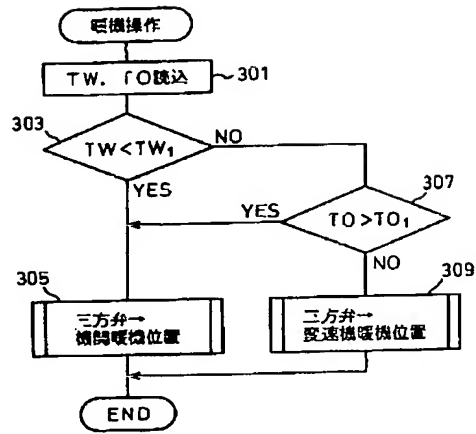 暖機操作
TW. TO読込
301
303
TW<TW₁
NO
YES
307
YES
TO>TO₁
NO
305
三方弁→
機関暖機位置
309
三方弁→
変速機暖機位置
END